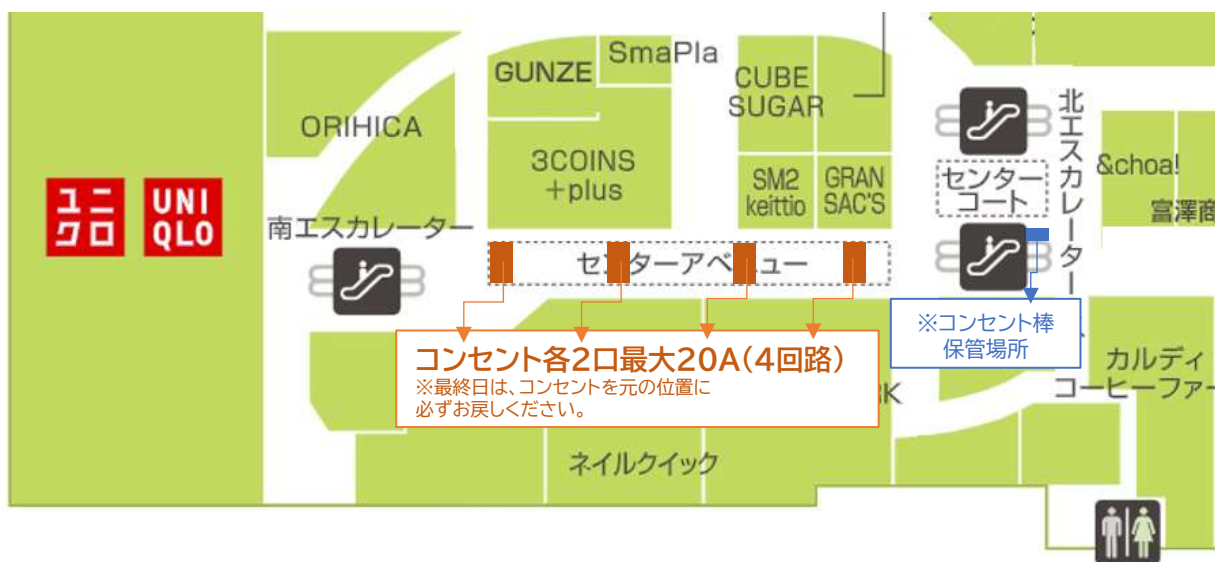 GUNZE
SmaPla
CUBE
SUGAR
ORIHICA
3COINS
+plus
SM2
keittio
GRAN
SAC'S
北エスカレーター
センター
コート
&choa!
富澤商
ユニ
クロ
UNI
QLO
南エスカレーター
センターアベニュー
コンセント各2口最大20A(4回路)
※最終日は、コンセントを元の位置に
必ずお戻しください。
※コンセント棒
保管場所
RK
カルディ
コーヒーファー
ネイルクイック